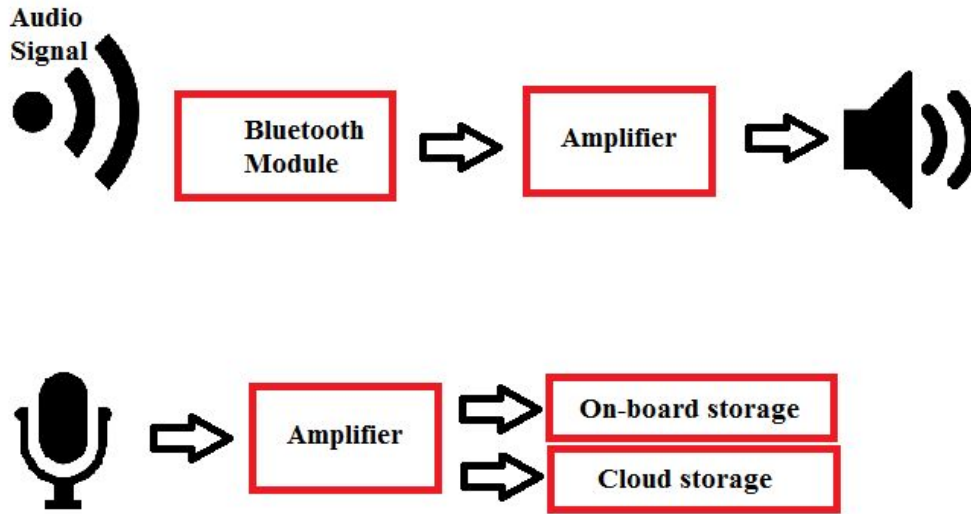 Audio
Signal
Bluetooth
Module
Amplifier
Amplifier
On-board storage
Cloud storage